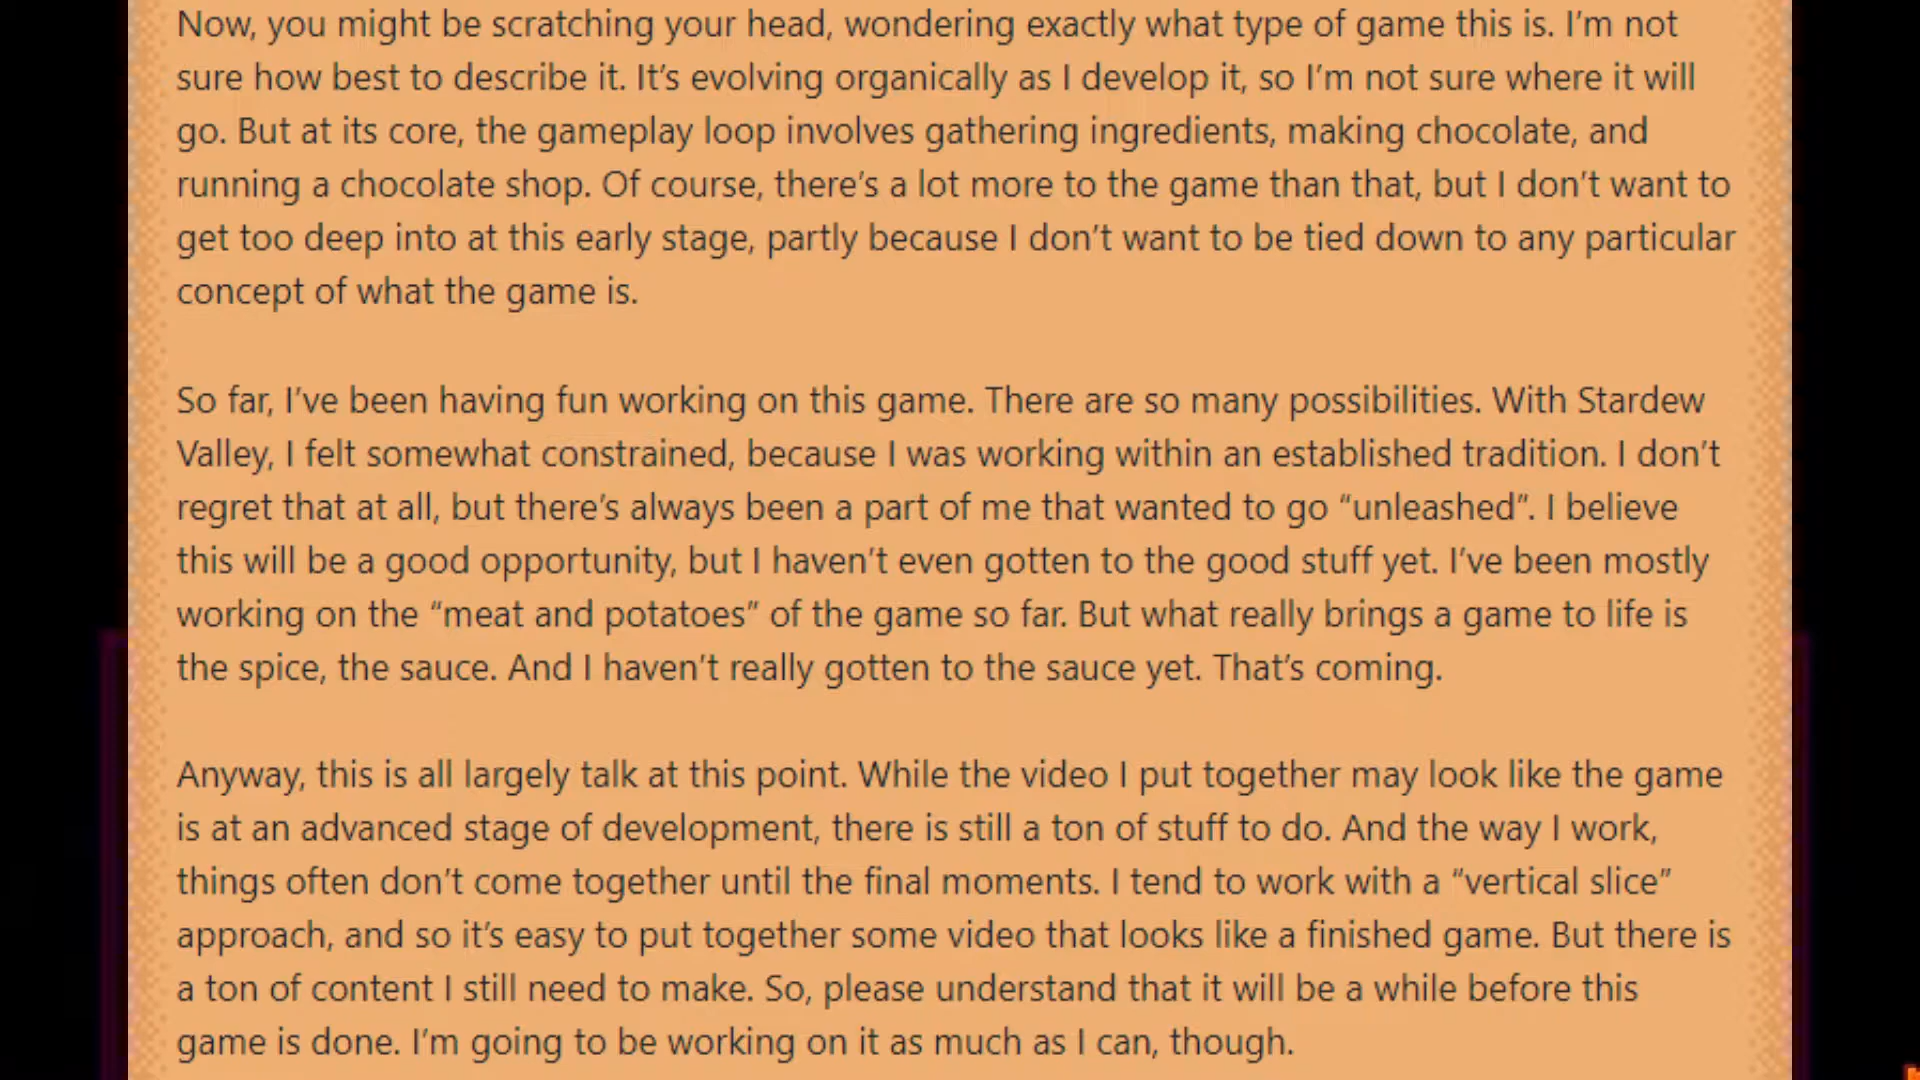 Now, you might be scratching your head, wondering exactly what type of game this is. I’m not
sure how best to describe it. It’s evolving organically as I develop it, so I’m not sure where it will
go. But at its core, the gameplay loop involves gathering ingredients, making chocolate, and
running a chocolate shop. Of course, there’s a lot more to the game than that, but I don’t want to
get too deep into at this early stage, partly because I don’t want to be tied down to any particular
concept of what the game is.
So far, I’ve been having fun working on this game. There are so many possibilities. With Stardew
Valley, I felt somewhat constrained, because I was working within an established tradition. I don’t
regret that at all, but there’s always been a part of me that wanted to go “unleashed”. I believe
this will be a good opportunity, but I haven’t even gotten to the good stuff yet. I’ve been mostly
working on the “meat and potatoes” of the game so far. But what really brings a game to life is
the spice, the sauce. And I haven’t really gotten to the sauce yet. That’s coming.
Anyway, this is all largely talk at this point. While the video I put together may look like the game
is at an advanced stage of development, there is still a ton of stuff to do. And the way I work,
things often don’t come together until the final moments. I tend to work with a “vertical slice”
approach, and so it’s easy to put together some video that looks like a finished game. But there is
a ton of content I still need to make. So, please understand that it will be a while before this
game is done. I’m going to be working on it as much as I can, though.